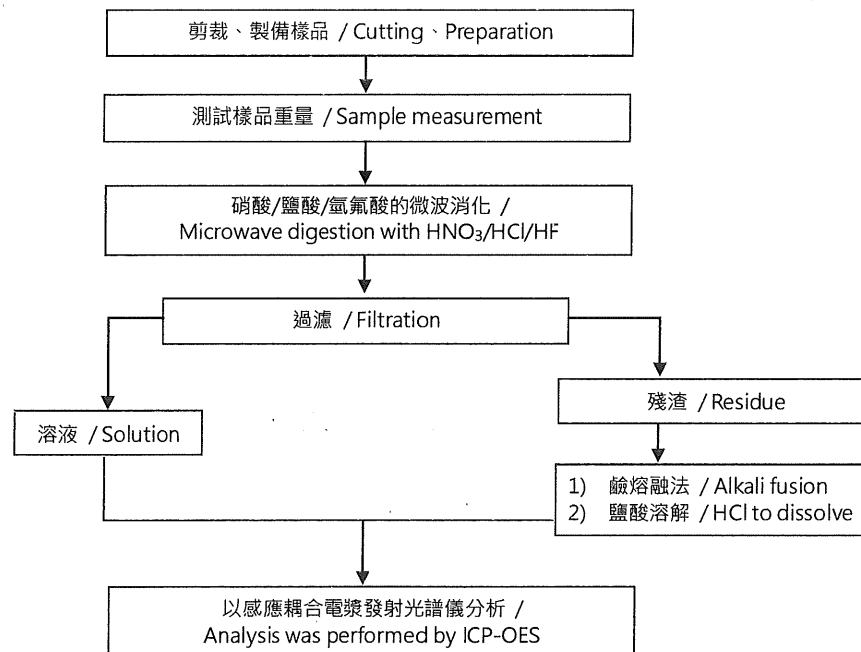 剪裁、製備樣品 / Cutting、Preparation
測試樣品重量 / Sample measurement
硝酸/鹽酸/氫氟酸的微波消化 /
Microwave digestion with HNO₃/HCl/HF
過濾 / Filtration
溶液 / Solution
殘渣 / Residue
1) 鹼熔融法 / Alkali fusion
2) 鹽酸溶解 / HCl to dissolve
以感應耦合電漿發射光譜儀分析 /
Analysis was performed by ICP-OES